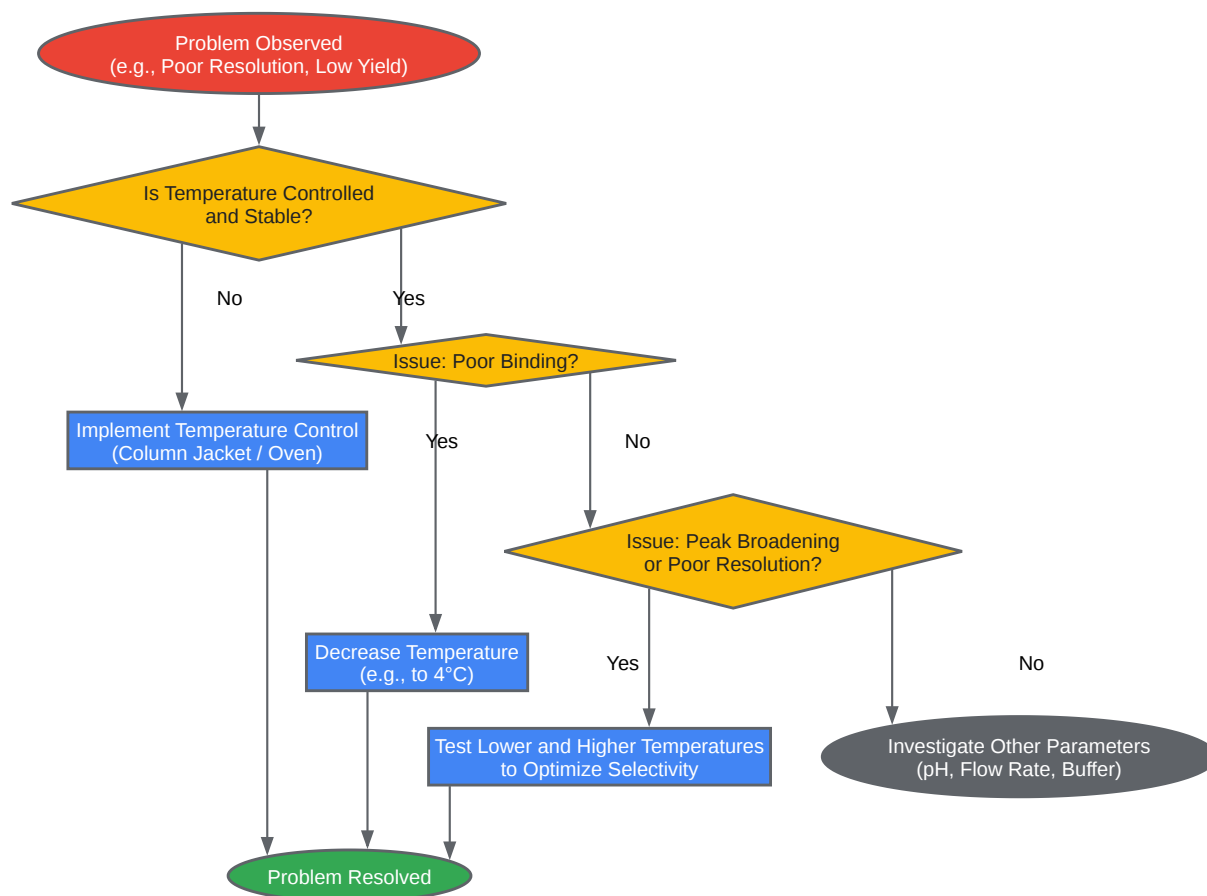 Problem Observed
(e.g., Poor Resolution, Low Yield)
Is Temperature Controlled
and Stable?
No
Yes
Issue: Poor Binding?
Implement Temperature Control
(Column Jacket / Oven)
Yes
No
Issue: Peak Broadening
or Poor Resolution?
Decrease Temperature
(e.g., to 4°C)
Yes
No
Test Lower and Higher Temperatures
to Optimize Selectivity
Investigate Other Parameters
(pH, Flow Rate, Buffer)
Problem Resolved